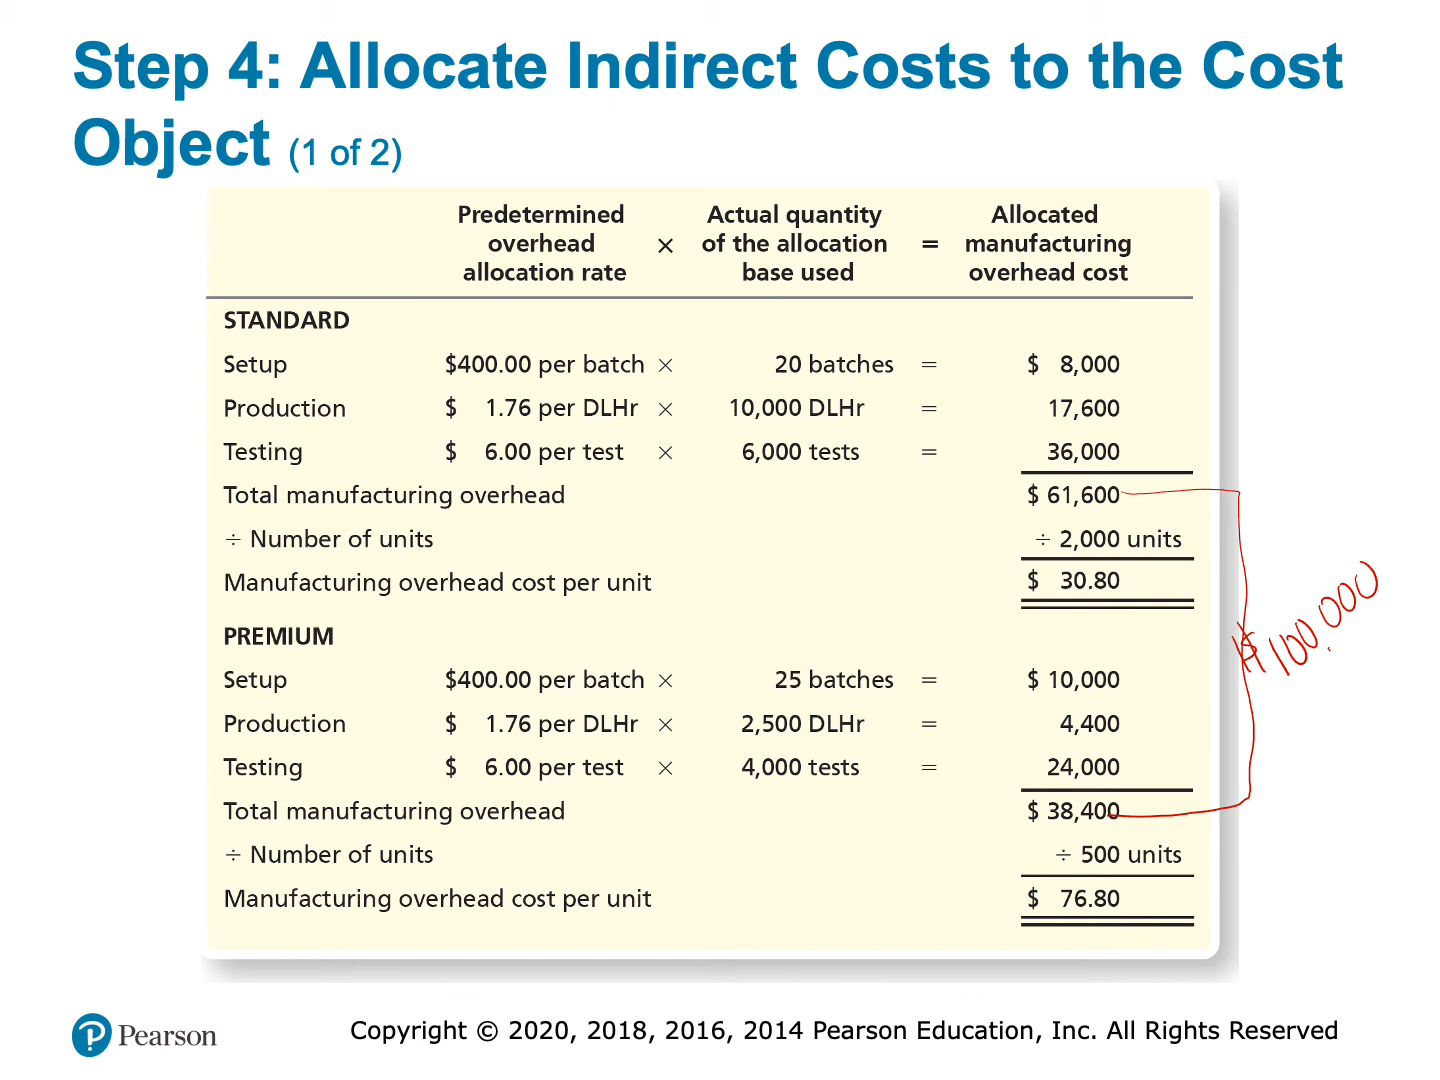 Step 4: Allocate Indirect Costs to the Cost
Object (1 of 2)
Predetermined overhead allocation rate × Actual quantity of the allocation base used = Allocated manufacturing overhead cost
STANDARD
Setup $400.00 per batch × 20 batches = $ 8,000
Production $ 1.76 per DLHr × 10,000 DLHr = 17,600
Testing $ 6.00 per test × 6,000 tests = 36,000
Total manufacturing overhead $ 61,600
÷ Number of units ÷ 2,000 units
Manufacturing overhead cost per unit $ 30.80
$100,000
PREMIUM
Setup $400.00 per batch × 25 batches = $ 10,000
Production $ 1.76 per DLHr × 2,500 DLHr = 4,400
Testing $ 6.00 per test × 4,000 tests = 24,000
Total manufacturing overhead $ 38,400
÷ Number of units ÷ 500 units
Manufacturing overhead cost per unit $ 76.80
Pearson
Copyright © 2020, 2018, 2016, 2014 Pearson Education, Inc. All Rights Reserved